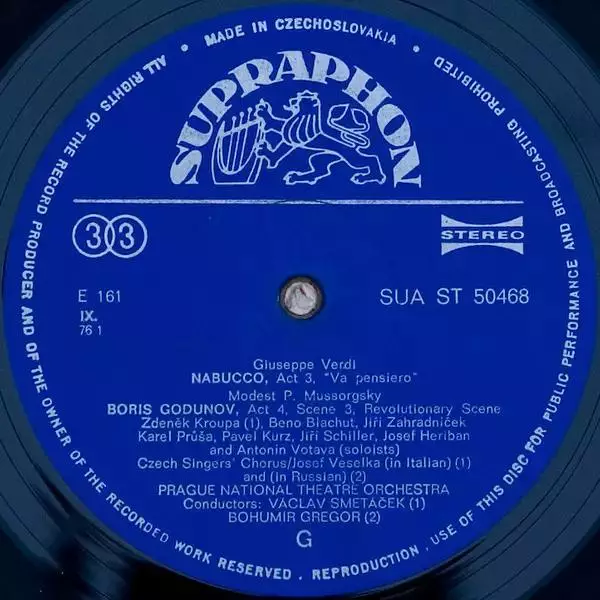 ALL RIGHTS OF THE RECORD PRODUCER AND OF THE OWNER OF THE RECORDED WORK RESERVED . REPRODUCTION , USE OF THIS DISC FOR PUBLIC PERFORMANCE AND BROADCASTING PROHIBITED
• MADE IN CZECHOSLOVAKIA •
SUPRAPHON
33
STEREO
E 161
SUA ST 50468
IX.
76 1
Giuseppe Verdi
NABUCCO, Act 3, "Va pensiero"
Modest P. Mussorgsky
BORIS GODUNOV, Act 4, Scene 3, Revolutionary Scene
Zdeněk Kroupa (1), Beno Blachut, Jiří Zahradníček
Karel Průša, Pavel Kurz, Jiří Schiller, Josef Heriban
and Antonin Votava (soloists)
Czech Singers' Chorus/Josef Veselka (in Italian) (1)
and (in Russian) (2)
PRAGUE NATIONAL THEATRE ORCHESTRA
Conductors: VÁCLAV SMETÁČEK (1)
BOHUMÍR GREGOR (2)
G